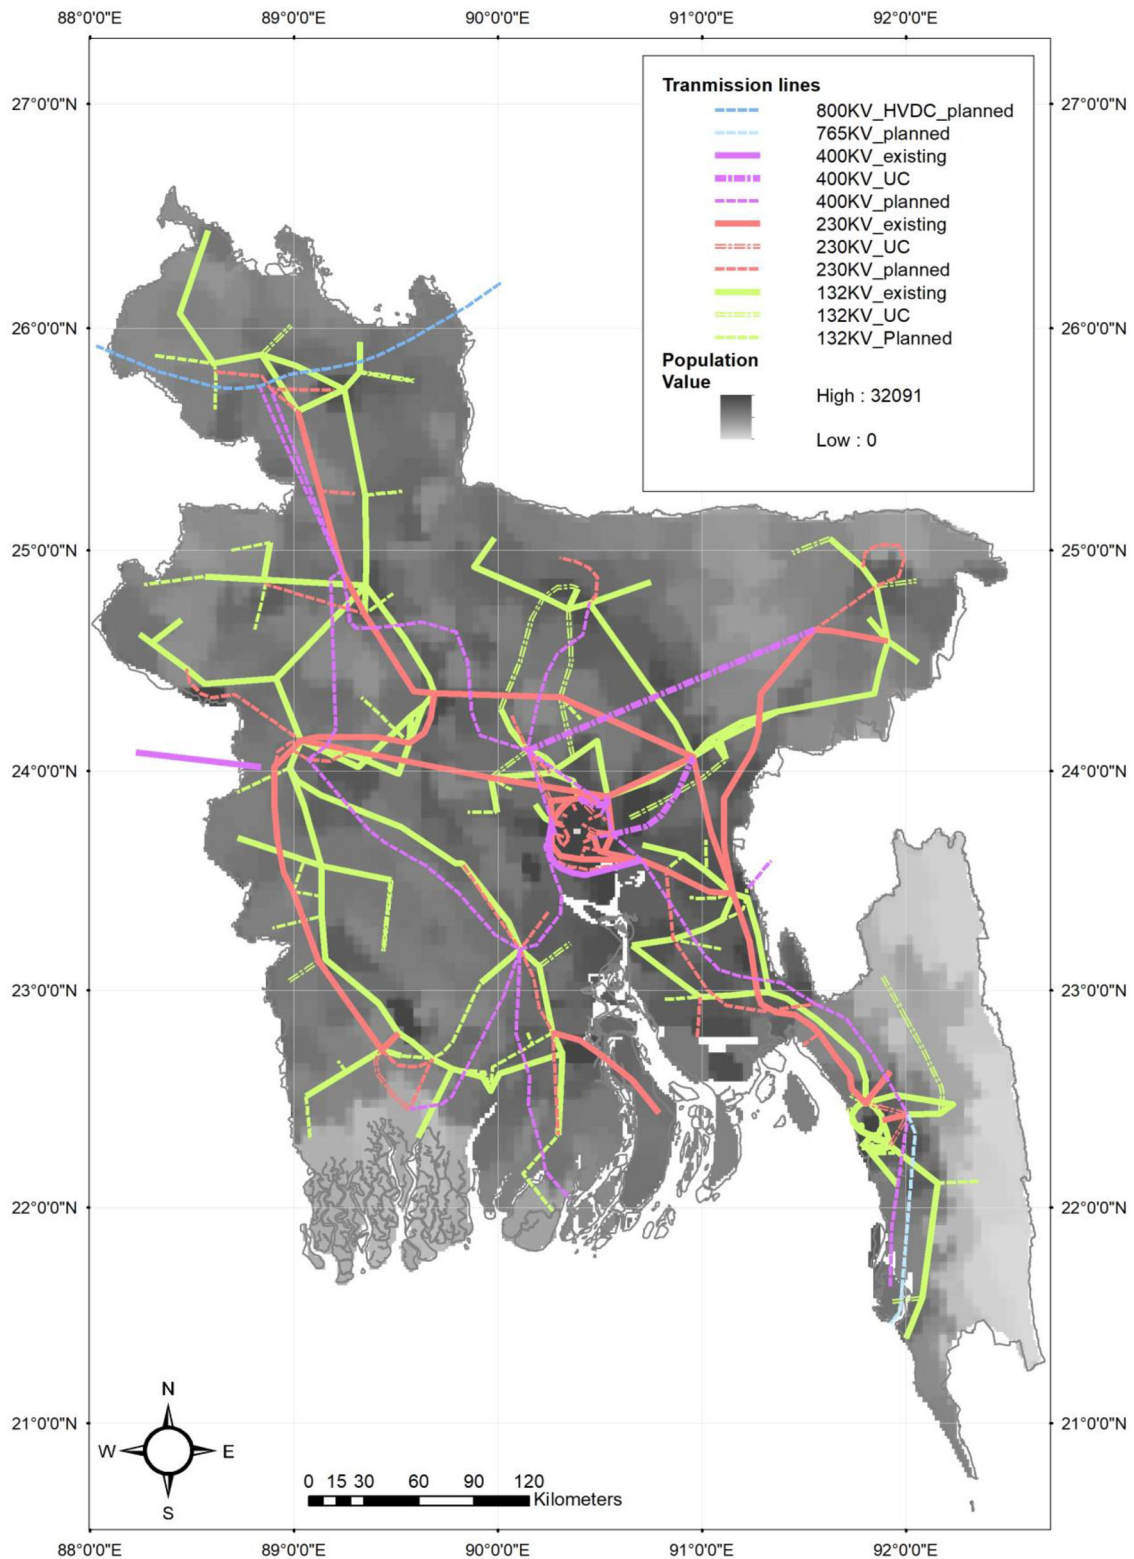 88°0'0"E 89°0'0"E 90°0'0"E 91°0'0"E 92°0'0"E
Tranmission lines
27°0'0"N 27°0'0"N
800KV_HVDC_planned
765KV_planned
400KV_existing
400KV_UC
400KV_planned
230KV_existing
230KV_UC
230KV_planned
132KV_existing
132KV_UC
132KV_Planned
26°0'0"N 26°0'0"N
Population
Value
High : 32091
Low : 0
25°0'0"N 25°0'0"N
24°0'0"N 24°0'0"N
23°0'0"N 23°0'0"N
22°0'0"N 22°0'0"N
21°0'0"N 21°0'0"N
N
W E
S
0 15 30 60 90 120
Kilometers
88°0'0"E 89°0'0"E 90°0'0"E 91°0'0"E 92°0'0"E